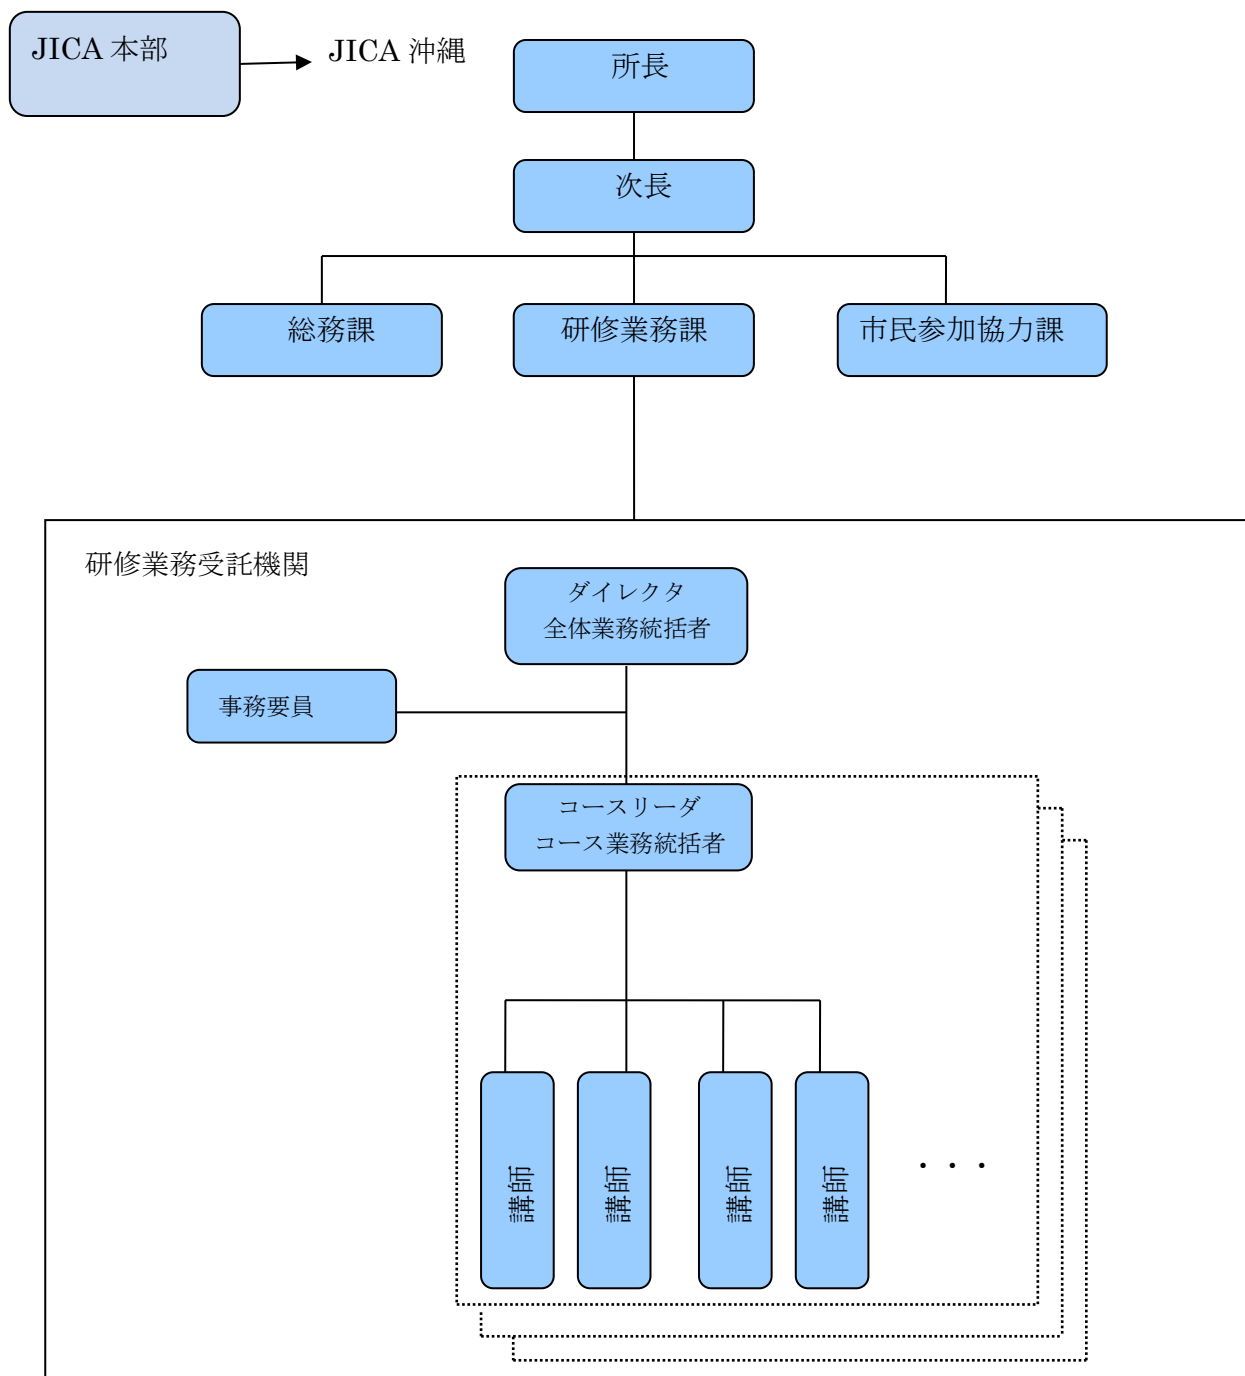 JICA 本部
JICA 沖縄
所長
次長
総務課
研修業務課
市民参加協力課
研修業務受託機関
ダイレクタ
全体業務統括者
事務要員
コースリーダ
コース業務統括者
講師
講師
講師
講師
・・・